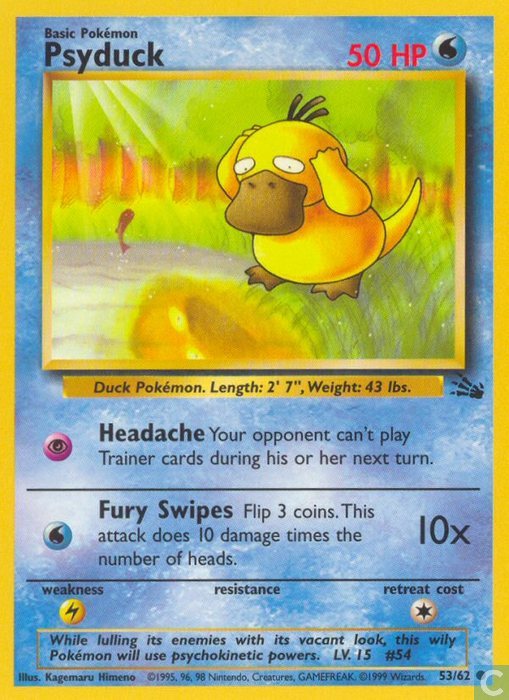 Basic Pokémon
Psyduck
50 HP
Duck Pokémon. Length: 2' 7", Weight: 43 lbs.
Headache Your opponent can't play
Trainer cards during his or her next turn.
Fury Swipes Flip 3 coins. This
attack does 10 damage times the
number of heads.
10x
weakness resistance retreat cost
While lulling its enemies with its vacant look, this wily
Pokémon will use psychokinetic powers. LV. 15 #54
Illus. Kagemaru Himeno ©1995, 96, 98 Nintendo, Creatures, GAMEFREAK. ©1999 Wizards. 53/62
C